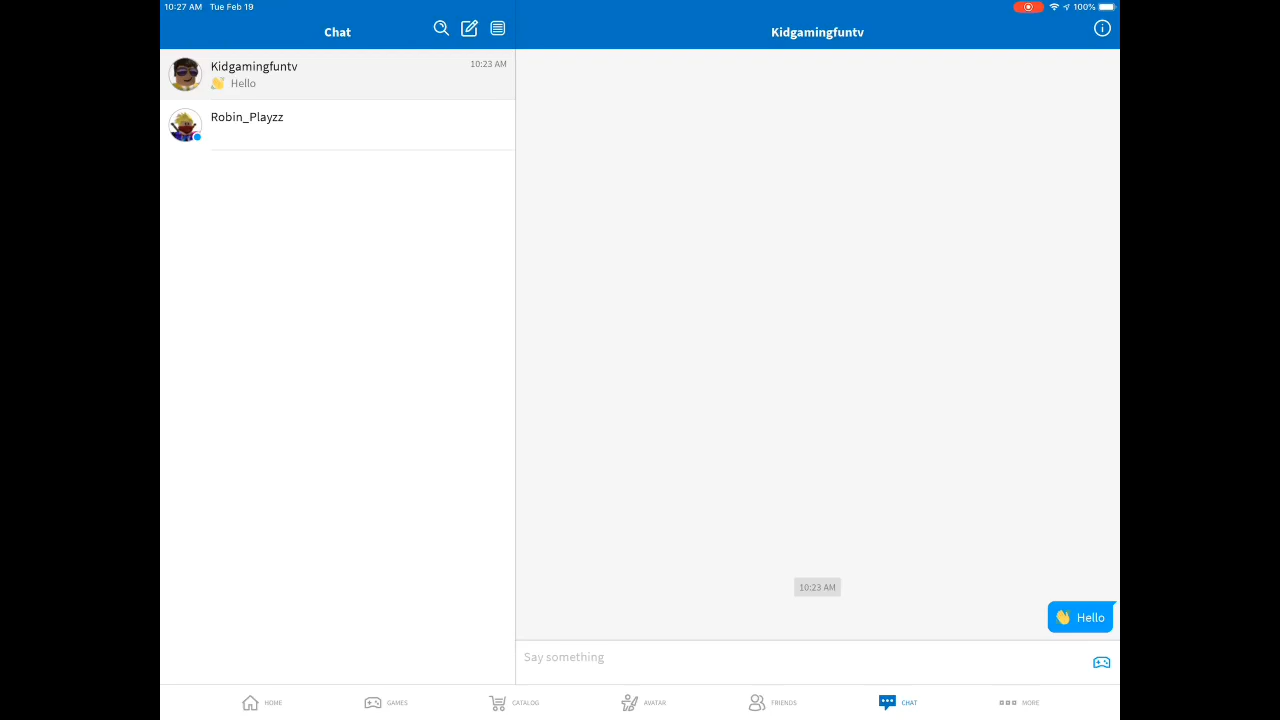 10:27 AM Tue Feb 19
100%
Chat
Kidgamingfuntv
Kidgamingfuntv
10:23 AM
👋 Hello
Robin_Playzz
10:23 AM
👋 Hello
Say something
HOME
GAMES
CATALOG
AVATAR
FRIENDS
CHAT
MORE